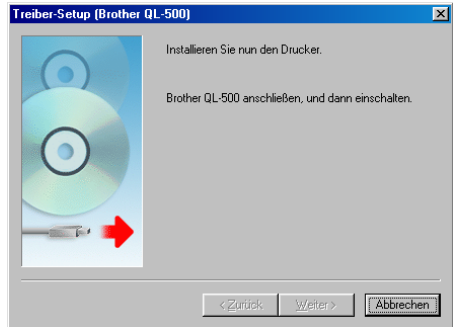 Treiber-Setup (Brother QL-500)
Installieren Sie nun den Drucker.
Brother QL-500 anschließen, und dann einschalten.
< Zurück
Weiter >
Abbrechen